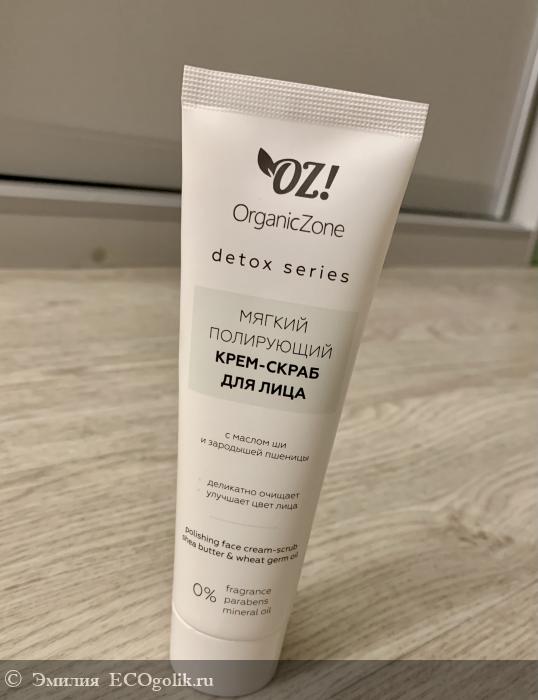 OZ!
OrganicZone
detox series
МЯГКИЙ
ПОЛИРУЮЩИЙ
КРЕМ-СКРАБ
ДЛЯ ЛИЦА
с маслом ши
и зародышей пшеницы
деликатно очищает
улучшает цвет лица
polishing face cream-scrub
shea butter & wheat germ oil
0% fragrance
parabens
mineral oil
© Эмилия ECOgolik.ru